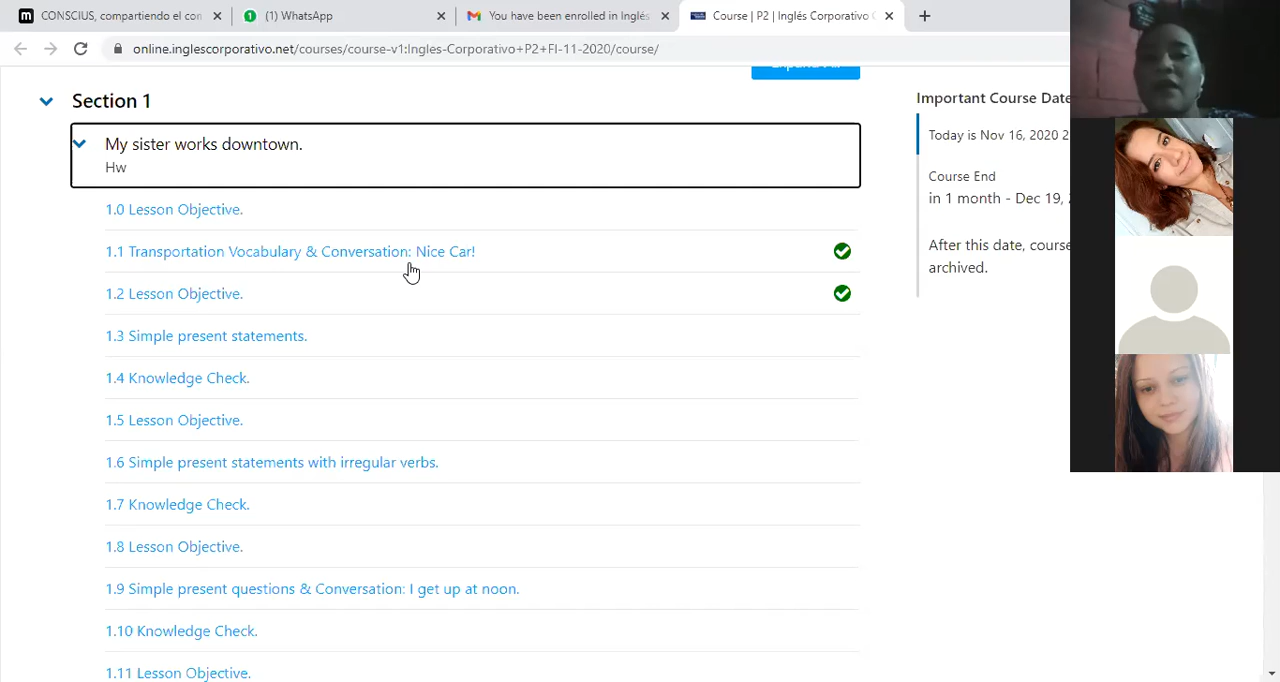 CONSCIUS, compartiendo el con
(1) WhatsApp
You have been enrolled in Inglés
Course | P2 | Inglés Corporativo
online.inglescorporativo.net/courses/course-v1:Ingles-Corporativo+P2+FI-11-2020/course/
Section 1
Important Course Date
My sister works downtown.
Today is Nov 16, 2020 2
Hw
Course End
1.0 Lesson Objective.
in 1 month - Dec 19,
1.1 Transportation Vocabulary & Conversation: Nice Car!
After this date, course
archived.
1.2 Lesson Objective.
1.3 Simple present statements.
1.4 Knowledge Check.
1.5 Lesson Objective.
1.6 Simple present statements with irregular verbs.
1.7 Knowledge Check.
1.8 Lesson Objective.
1.9 Simple present questions & Conversation: I get up at noon.
1.10 Knowledge Check.
1.11 Lesson Objective.